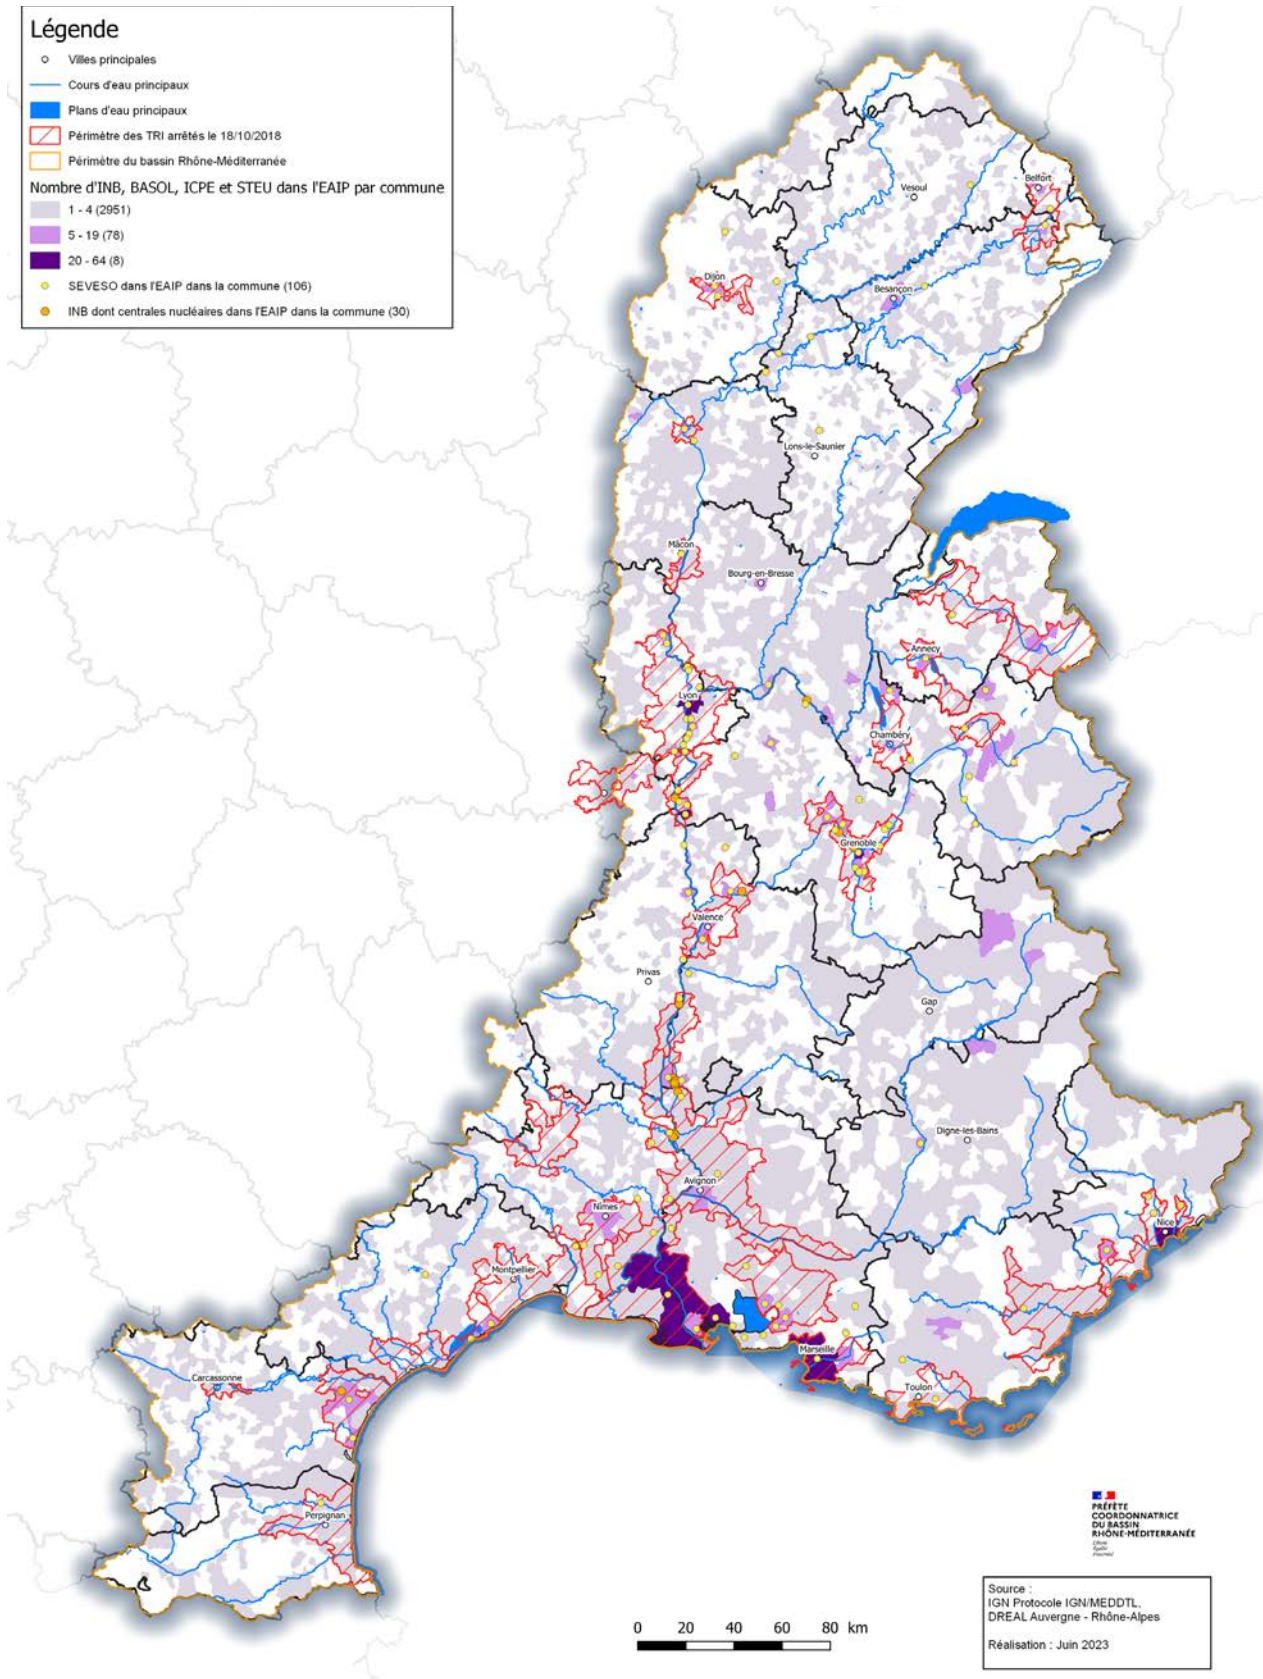 Légende
Villes principales
Cours d'eau principaux
Plans d'eau principaux
Périmètre des TRI arrêtés le 18/10/2018
Périmètre du bassin Rhône-Méditerranée
Nombre d'INB, BASOL, ICPE et STEU dans l'EAIP par commune
1 - 4 (2951)
5 - 19 (78)
20 - 64 (8)
SEVESO dans l'EAIP dans la commune (106)
INB dont centrales nucléaires dans l'EAIP dans la commune (30)
Belfort
Vesoul
Dijon
Besançon
Lons-le-Saunier
Mâcon
Bourg-en-Bresse
Annecy
Lyon
Chambéry
Grenoble
Valence
Privas
Gap
Digne-les-Bains
Avignon
Nîmes
Nice
Montpellier
Marseille
Carcassonne
Toulon
Perpignan
PRÉFÈTE
COORDONNATRICE
DU BASSIN
RHÔNE-MÉDITERRANÉE
Liberté
Égalité
Fraternité
Source :
IGN Protocole IGN/MEDDTL,
DREAL Auvergne - Rhône-Alpes
Réalisation : Juin 2023
0 20 40 60 80 km